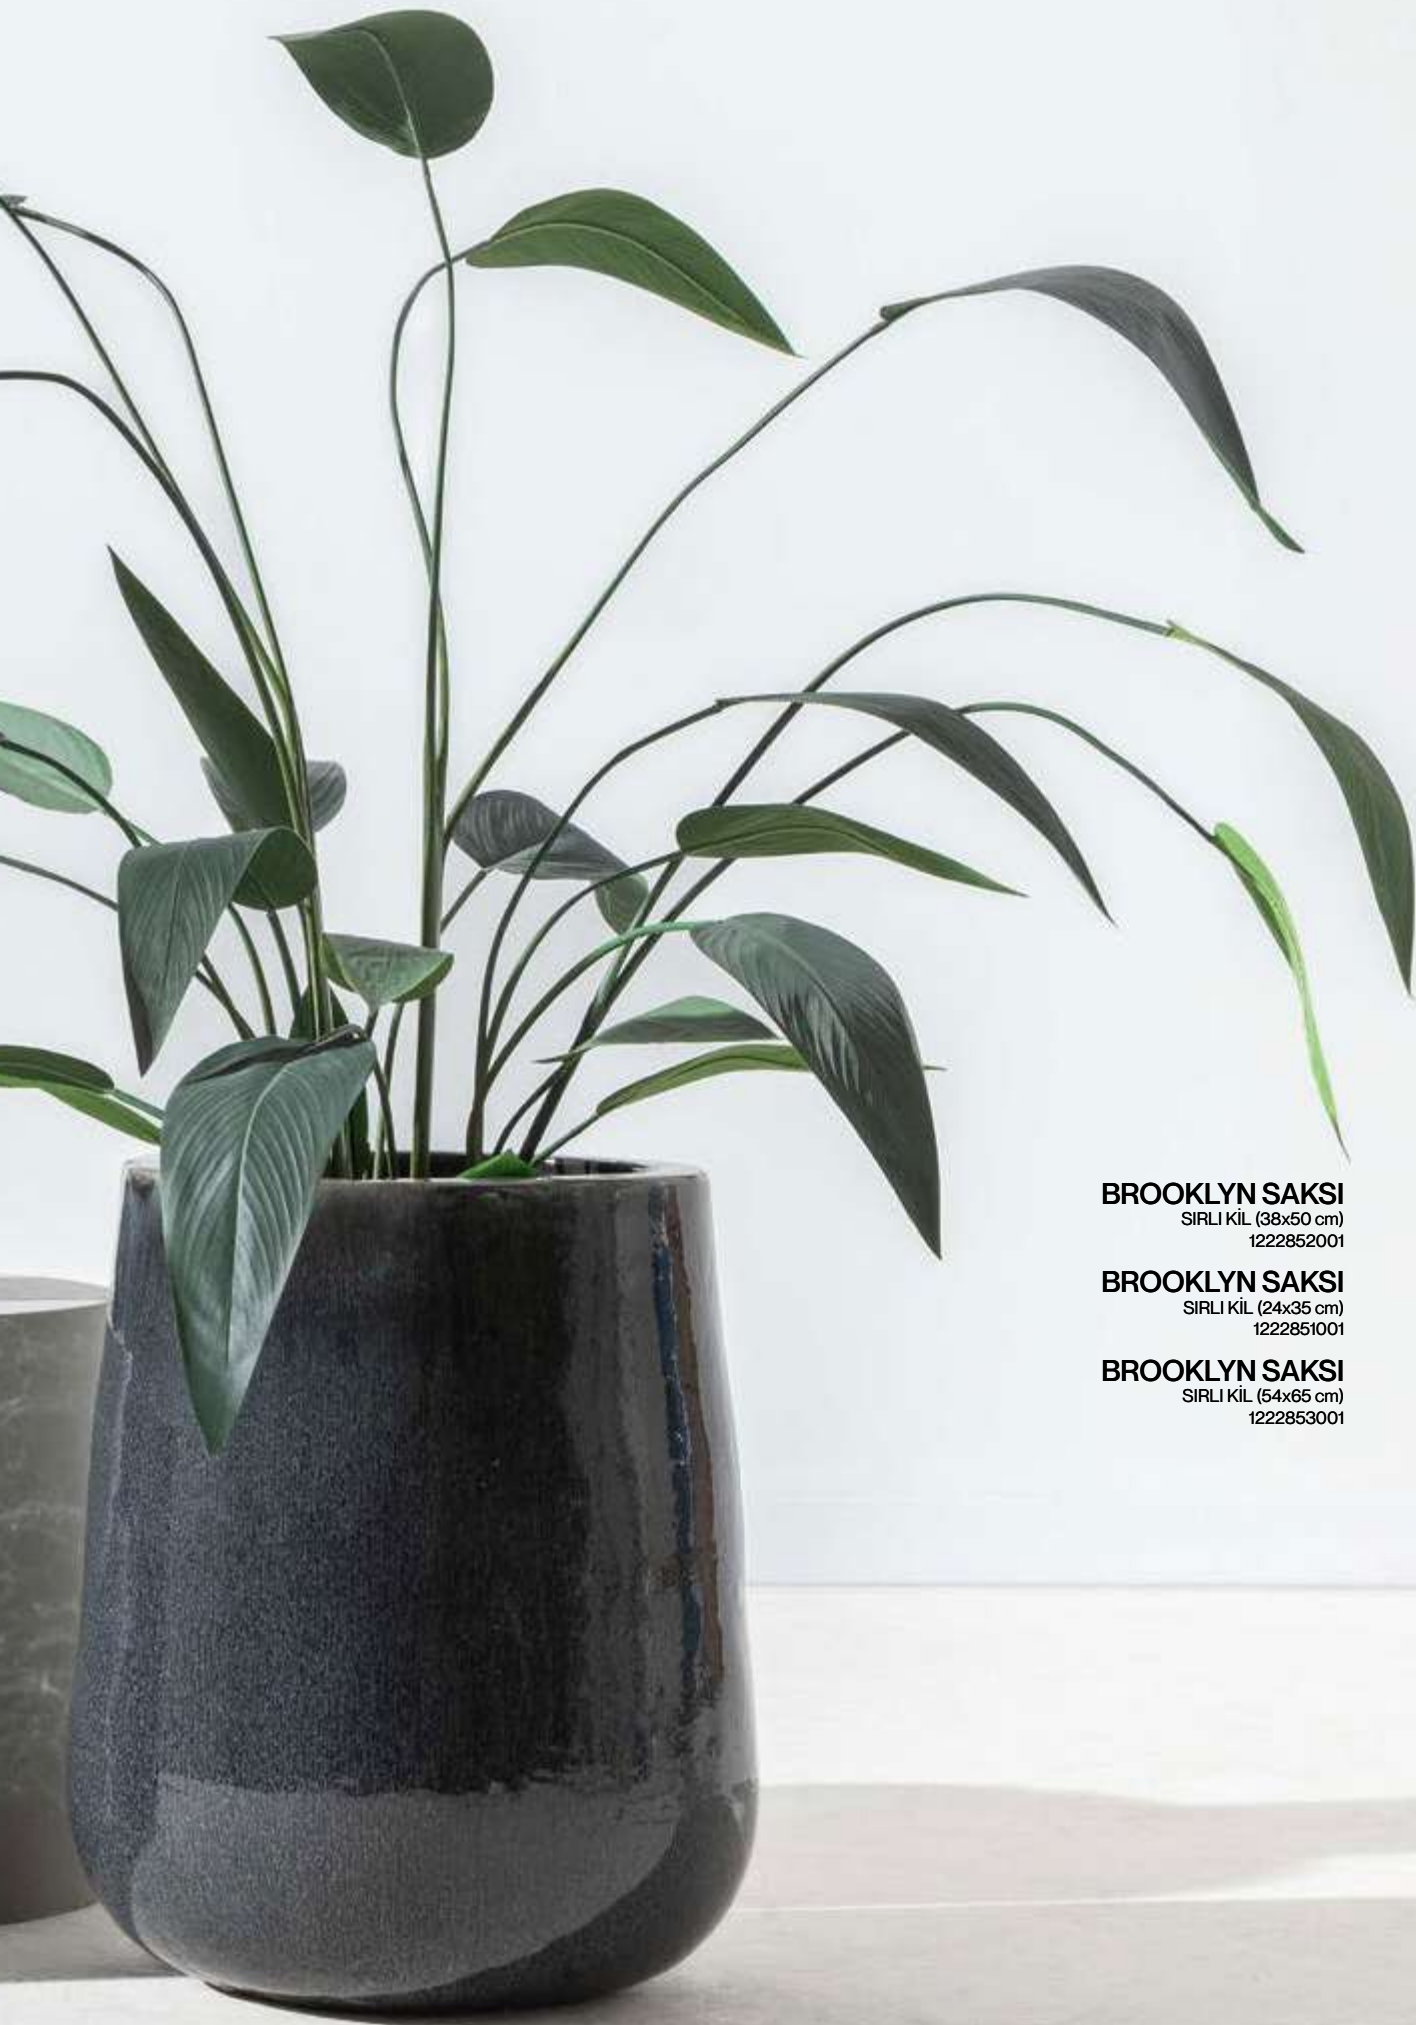 BROOKLYN SAKSI
SIRLI KİL (38x50 cm)
1222852001
BROOKLYN SAKSI
SIRLI KİL (24x35 cm)
1222851001
BROOKLYN SAKSI
SIRLI KİL (54x65 cm)
1222853001